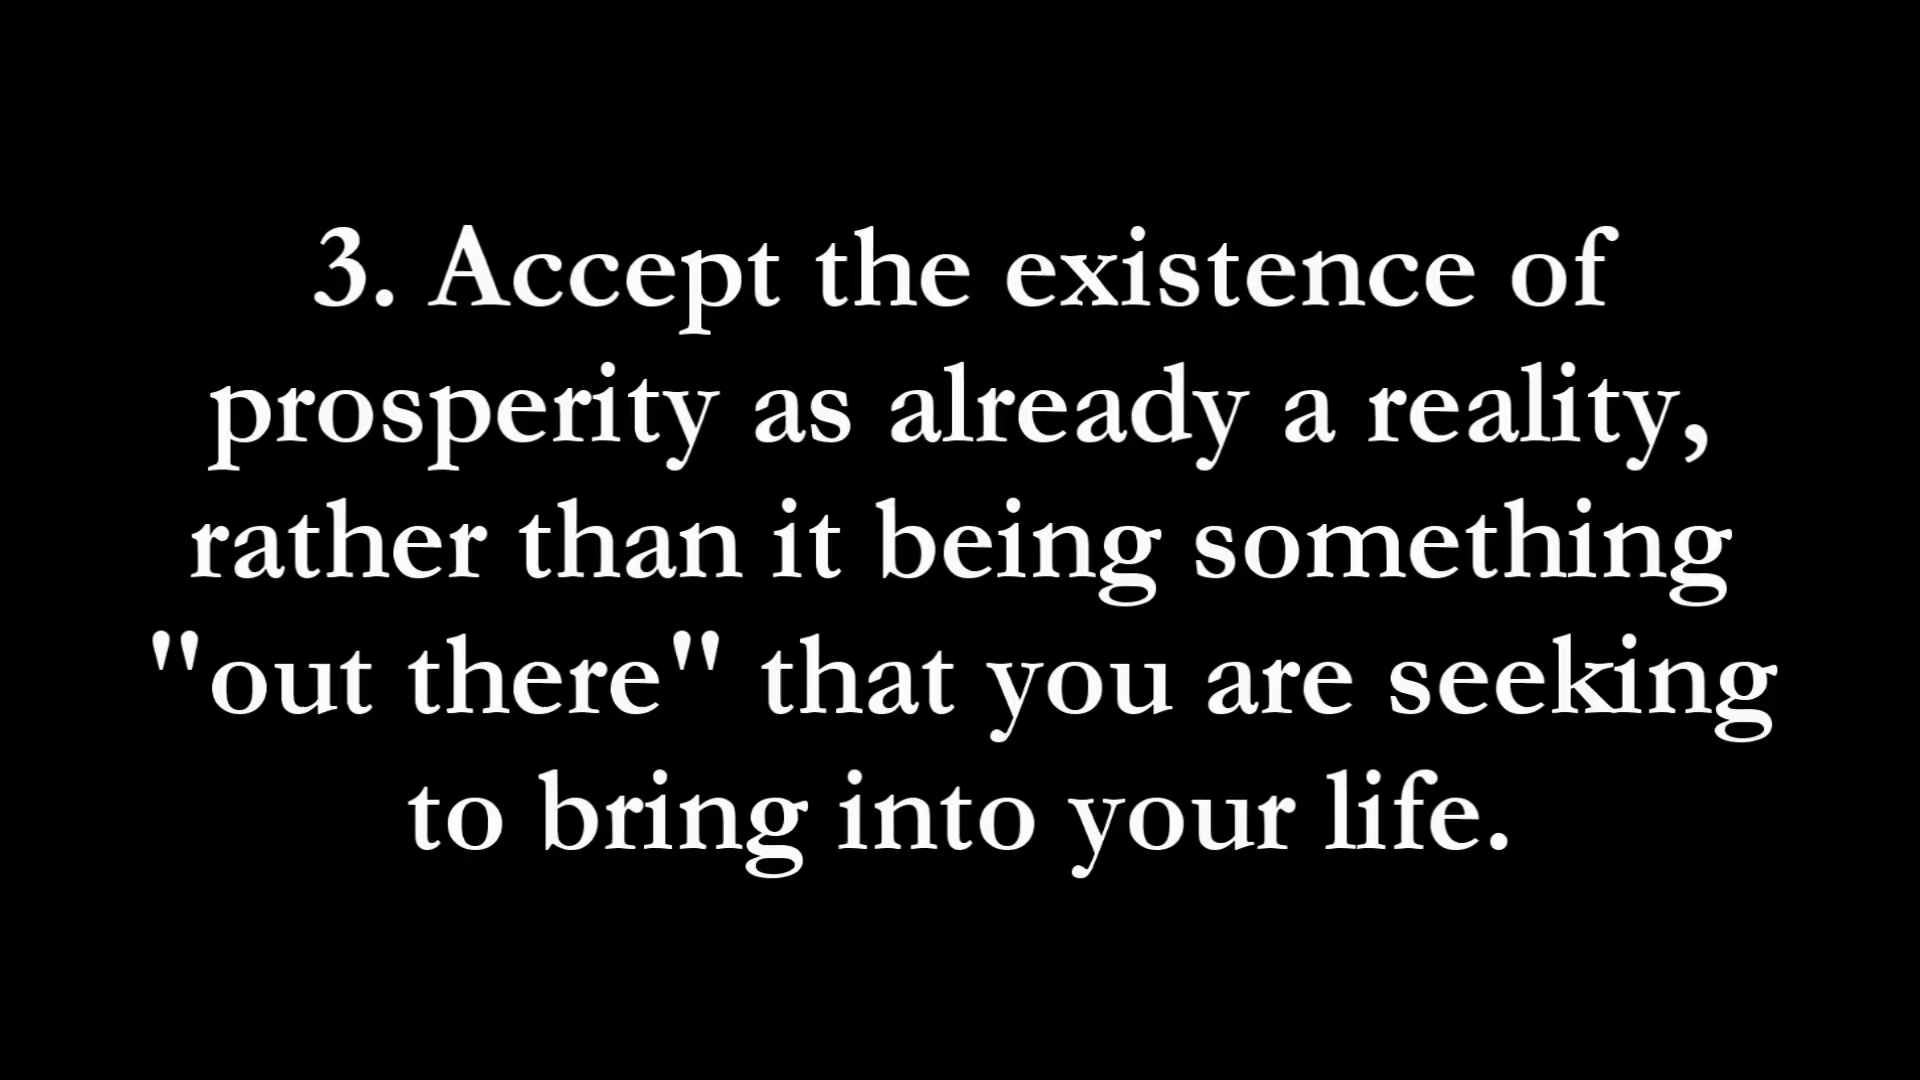 3. Accept the existence of
prosperity as already a reality,
rather than it being something
"out there" that you are seeking
to bring into your life.